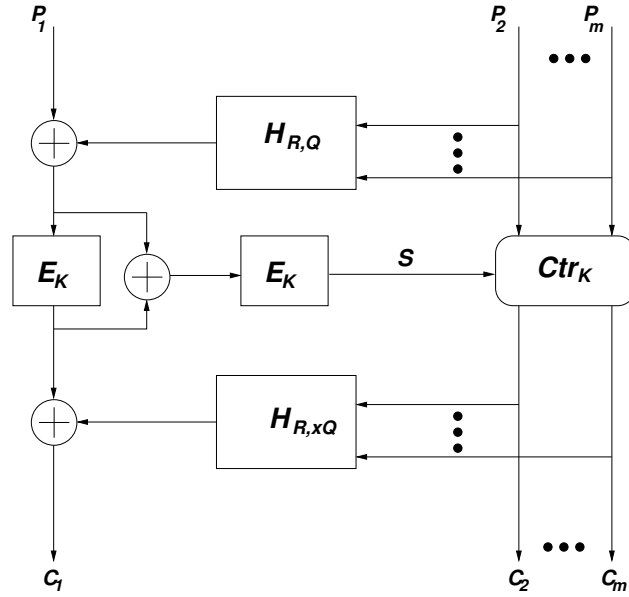 P1 P2 Pm
HR,Q
EK EK S CtrK
HR,xQ
C1 C2 Cm